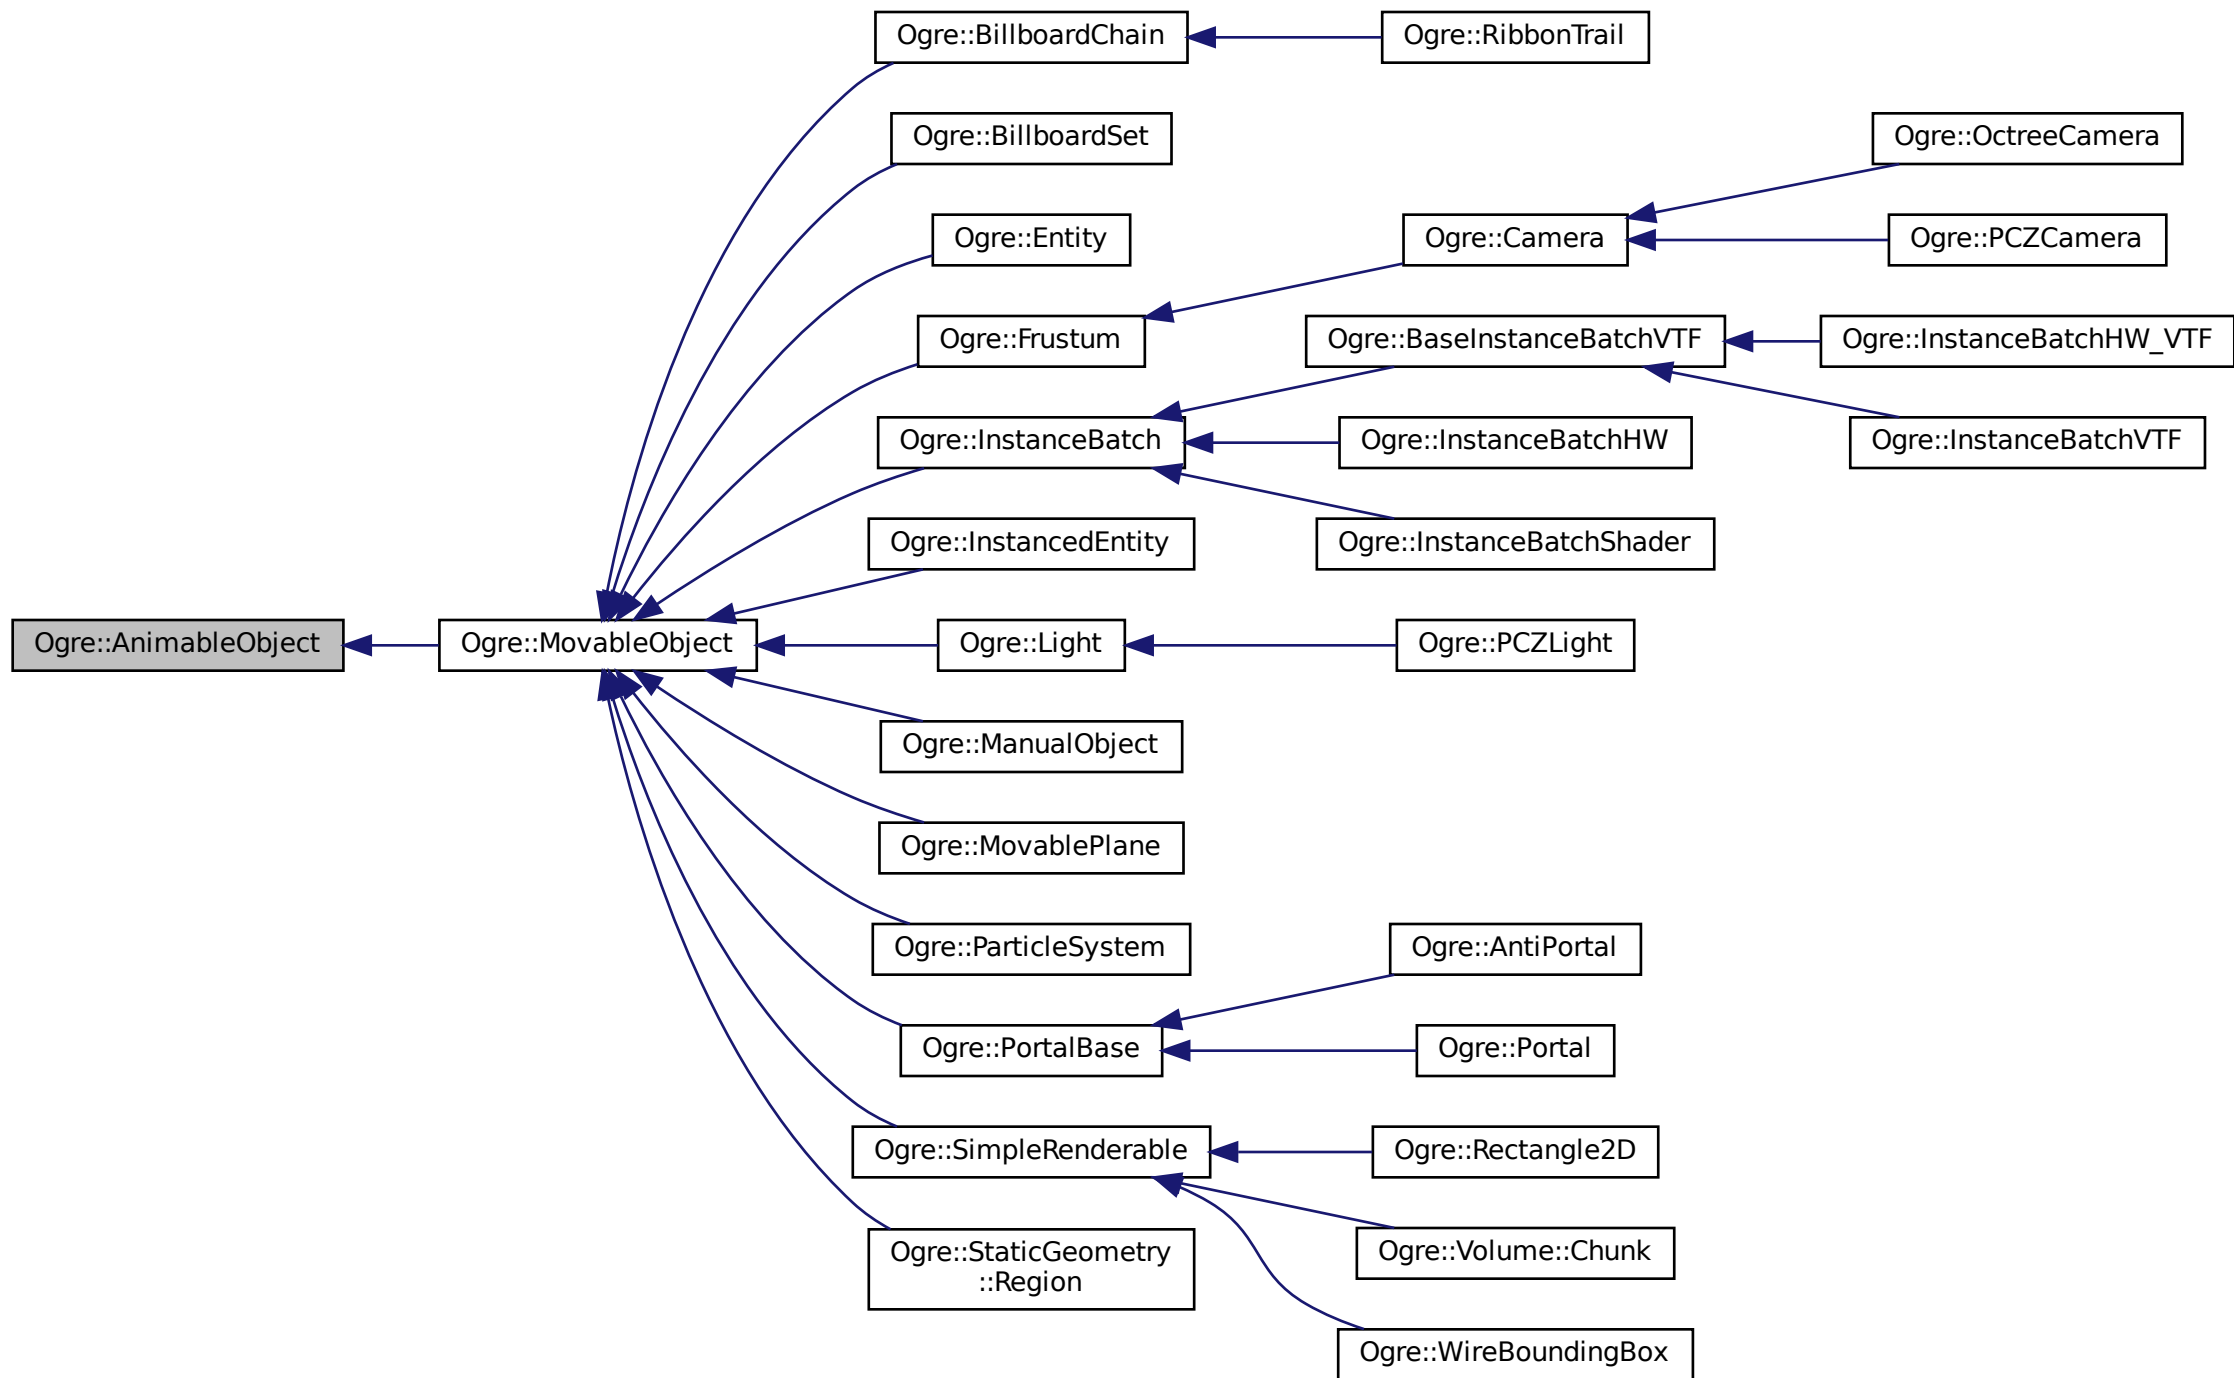 Ogre::BillboardChain
Ogre::RibbonTrail
Ogre::BillboardSet
Ogre::OctreeCamera
Ogre::Entity
Ogre::Camera
Ogre::PCZCamera
Ogre::Frustum
Ogre::BaseInstanceBatchVTF
Ogre::InstanceBatchHW_VTF
Ogre::InstanceBatch
Ogre::InstanceBatchHW
Ogre::InstanceBatchVTF
Ogre::InstancedEntity
Ogre::InstanceBatchShader
Ogre::AnimableObject
Ogre::MovableObject
Ogre::Light
Ogre::PCZLight
Ogre::ManualObject
Ogre::MovablePlane
Ogre::ParticleSystem
Ogre::AntiPortal
Ogre::PortalBase
Ogre::Portal
Ogre::SimpleRenderable
Ogre::Rectangle2D
Ogre::StaticGeometry
::Region
Ogre::Volume::Chunk
Ogre::WireBoundingBox